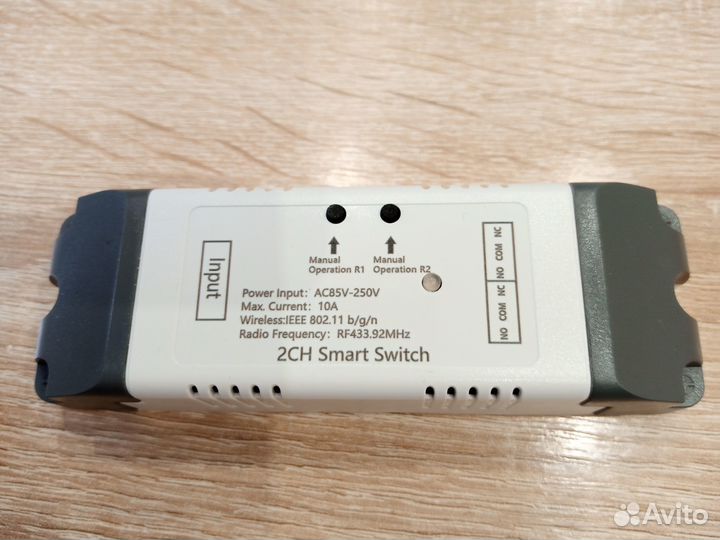 Manual
Operation R1
Manual
Operation R2
Input
Power Input: AC85V-250V
Max. Current: 10A
Wireless:IEEE 802.11 b/g/n
Radio Frequency: RF433.92MHz
2CH Smart Switch
NO COM NC
NO COM NC
Avito